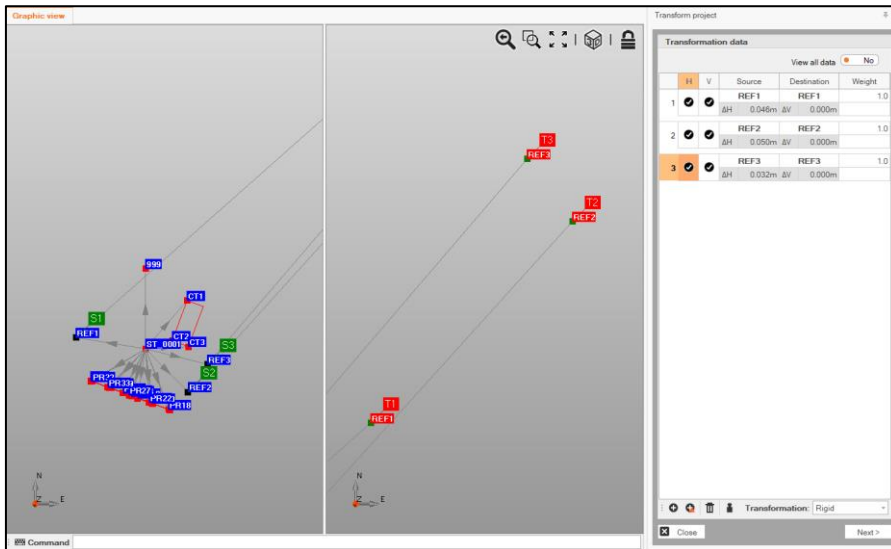 Graphic view
Transform project
Transformation data
View all data No
H V Source Destination Weight
1 REF1 REF1 1.0
ΔH 0.046m ΔV 0.000m
2 REF2 REF2 1.0
ΔH 0.050m ΔV 0.000m
3 REF3 REF3 1.0
ΔH 0.032m ΔV 0.000m
999
S1
CT1
REF1
CT2
ST_0001
CT3
S3
REF3
S2
REF2
PR33
PR27
PR22
PR18
N
Z E
T3
REF3
T2
REF2
T1
REF1
N
Z E
Transformation: Rigid
Close Next >
Command